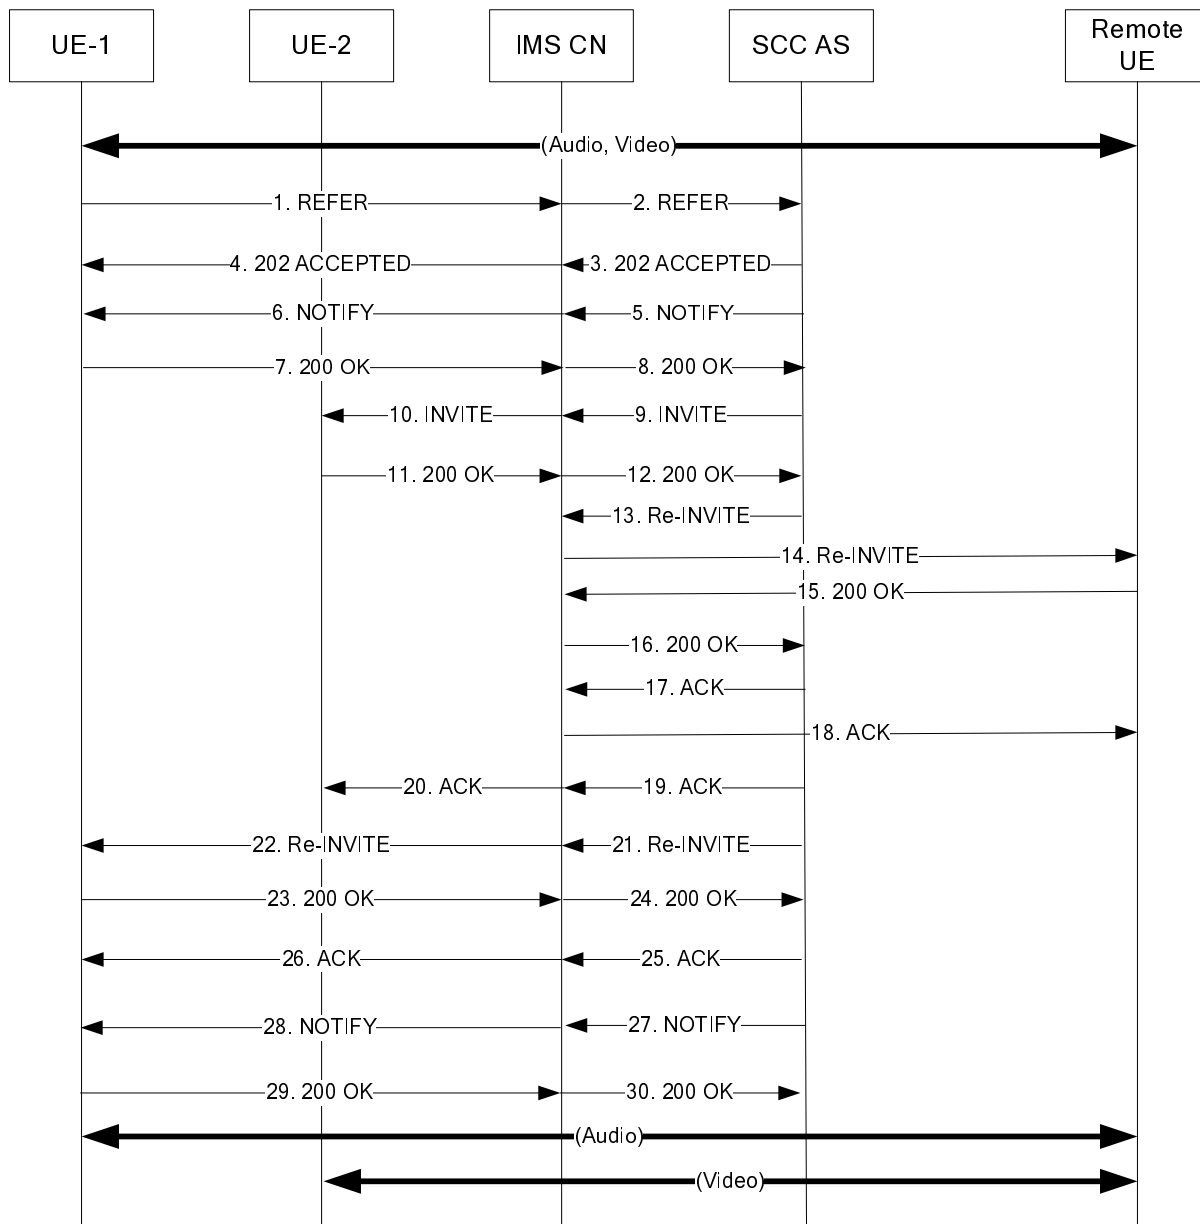 UE-1
UE-2
IMS CN
SCC AS
Remote
UE
(Audio, Video)
1. REFER
2. REFER
4. 202 ACCEPTED
3. 202 ACCEPTED
6. NOTIFY
5. NOTIFY
7. 200 OK
8. 200 OK
10. INVITE
9. INVITE
11. 200 OK
12. 200 OK
13. Re-INVITE
14. Re-INVITE
15. 200 OK
16. 200 OK
17. ACK
18. ACK
20. ACK
19. ACK
22. Re-INVITE
21. Re-INVITE
23. 200 OK
24. 200 OK
26. ACK
25. ACK
28. NOTIFY
27. NOTIFY
29. 200 OK
30. 200 OK
(Audio)
(Video)